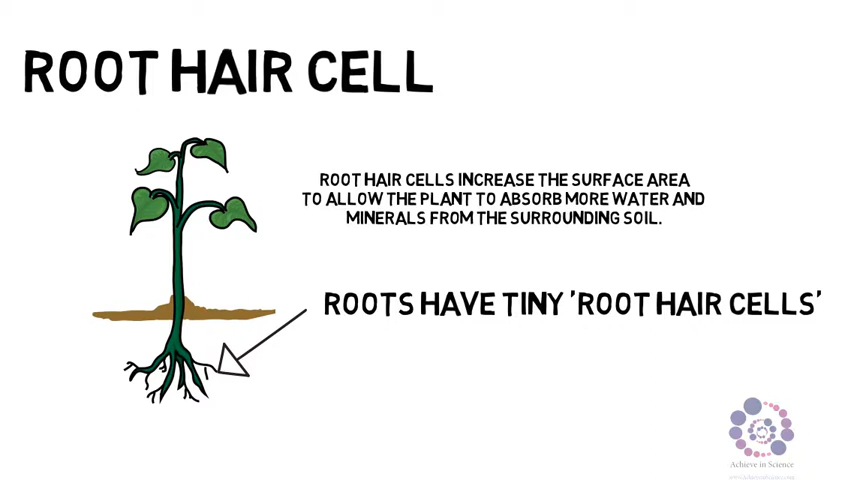 ROOT HAIR CELL
ROOT HAIR CELLS INCREASE THE SURFACE AREA
TO ALLOW THE PLANT TO ABSORB MORE WATER AND
MINERALS FROM THE SURROUNDING SOIL.
ROOTS HAVE TINY 'ROOT HAIR CELLS'
Achieve in Science